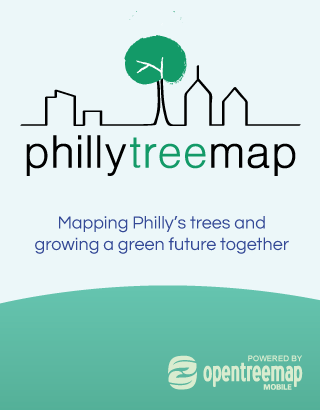 phillytreemap
Mapping Philly's trees and
growing a green future together
POWERED BY
opentreemap
MOBILE